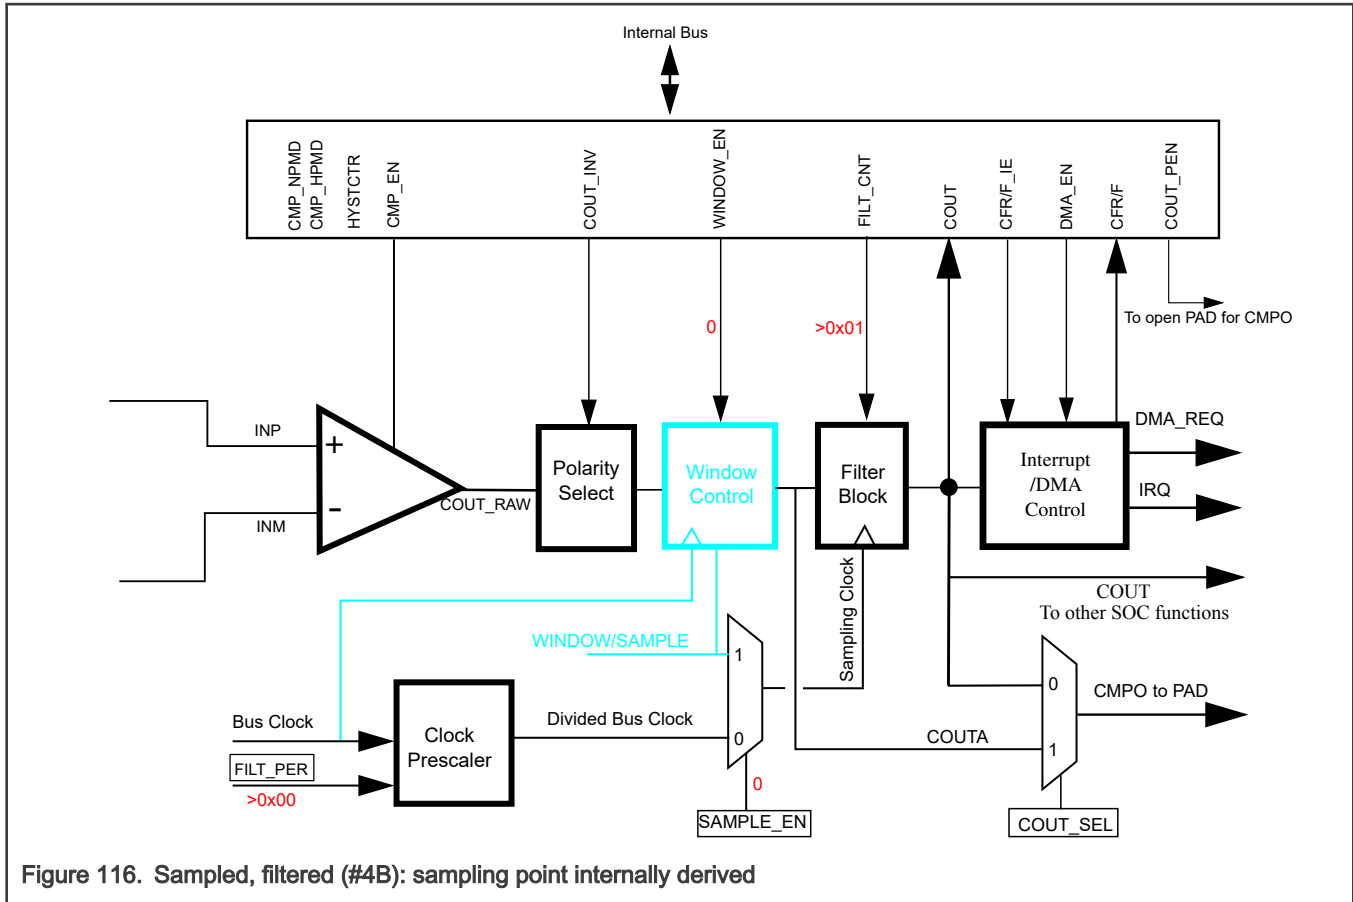 Internal Bus
CMP_NPMD
CMP_HPMD
HYSTCTR
CMP_EN
COUT_INV
WINDOW_EN
FILT_CNT
COUT
CFR/F_IE
DMA_EN
CFR/F
COUT_PEN
0
>0x01
To open PAD for CMPO
INP
+
INM
-
COUT_RAW
Polarity
Select
Window
Control
Filter
Block
Interrupt
/DMA
Control
DMA_REQ
IRQ
COUT
To other SOC functions
WINDOW/SAMPLE
1
0
Sampling Clock
Bus Clock
FILT_PER
>0x00
Clock
Prescaler
Divided Bus Clock
0
SAMPLE_EN
COUTA
0
1
CMPO to PAD
COUT_SEL
Figure 116. Sampled, filtered (#4B): sampling point internally derived